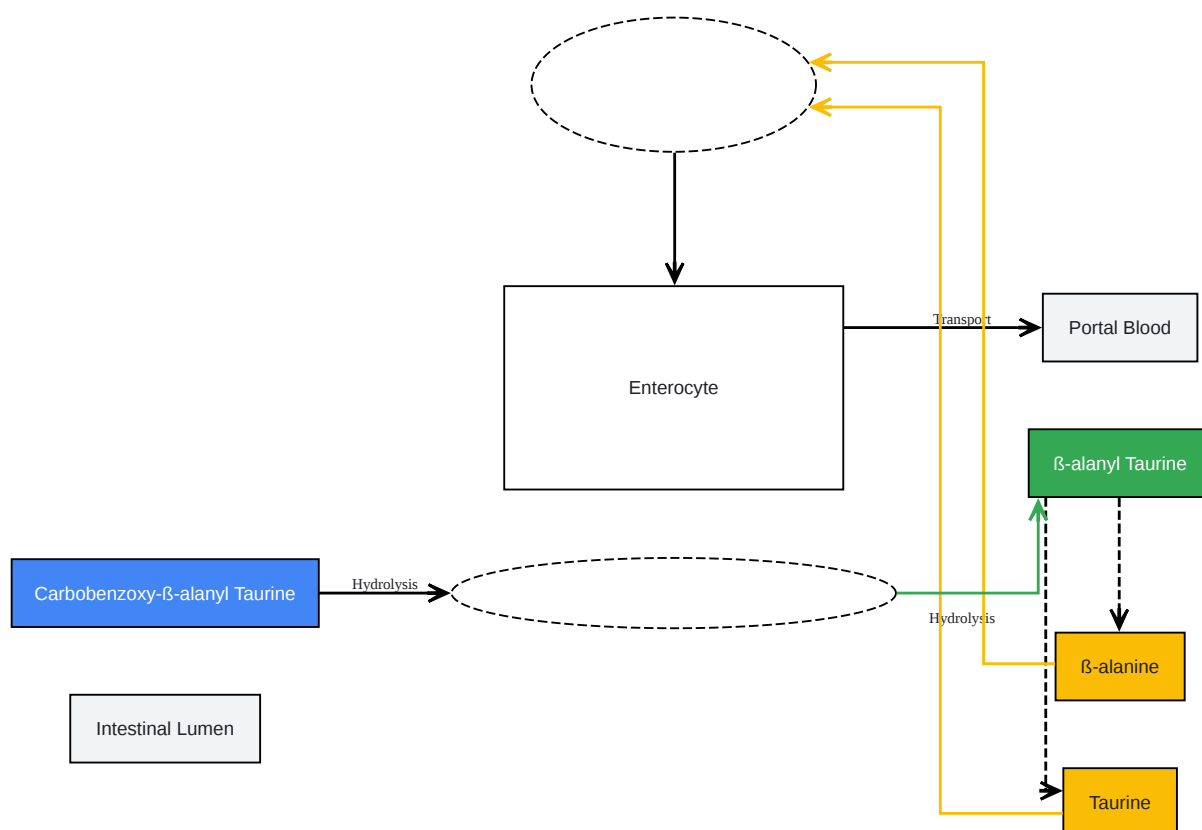 Transport
Portal Blood
Enterocyte
ß-alanyl Taurine
Carbobenzoxy-ß-alanyl Taurine
Hydrolysis
Hydrolysis
ß-alanine
Intestinal Lumen
Taurine